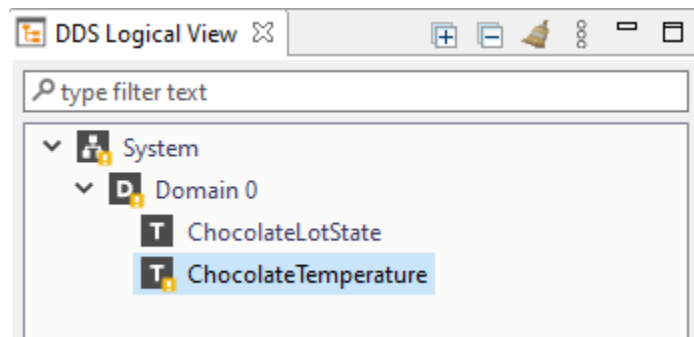 DDS Logical View
type filter text
System
D Domain 0
T ChocolateLotState
T ChocolateTemperature